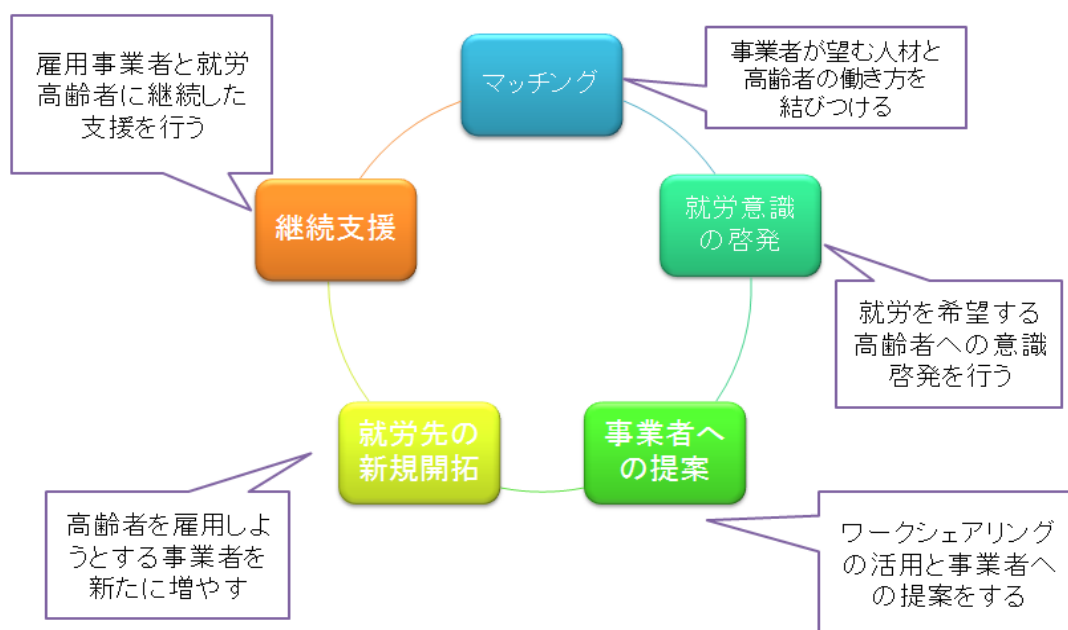 雇用事業者と就労
高齢者に継続した
支援を行う
マッチング
事業者が望む人材と
高齢者の働き方を
結びつける
継続支援
就労意識
の啓発
就労を希望する
高齢者への意識
啓発を行う
就労先の
新規開拓
事業者へ
の提案
高齢者を雇用しよ
うとする事業者を
新たに増やす
ワークシェアリング
の活用と事業者へ
の提案をする